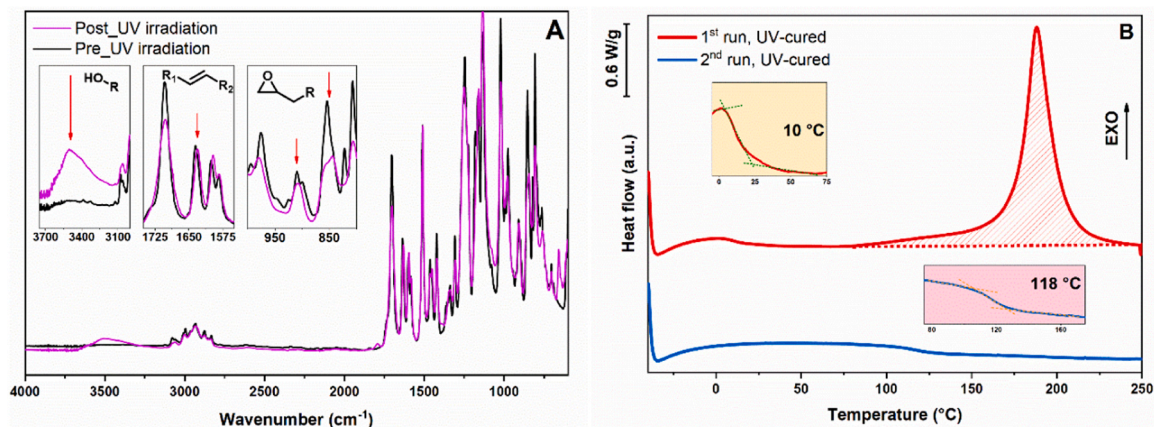 A
Post_UV irradiation
Pre_UV irradiation
HO
R
R₁
R₂
O
R
3700 3400 3100
1725 1650 1575
950 850
4000 3500 3000 2500 2000 1500 1000
Wavenumber (cm⁻¹)
B
0.6 W/g
1ˢᵗ run, UV-cured
2ⁿᵈ run, UV-cured
10 °C
0 25 50 75
EXO
Heat flow (a.u.)
118 °C
80 120 160
0 50 100 150 200 250
Temperature (°C)